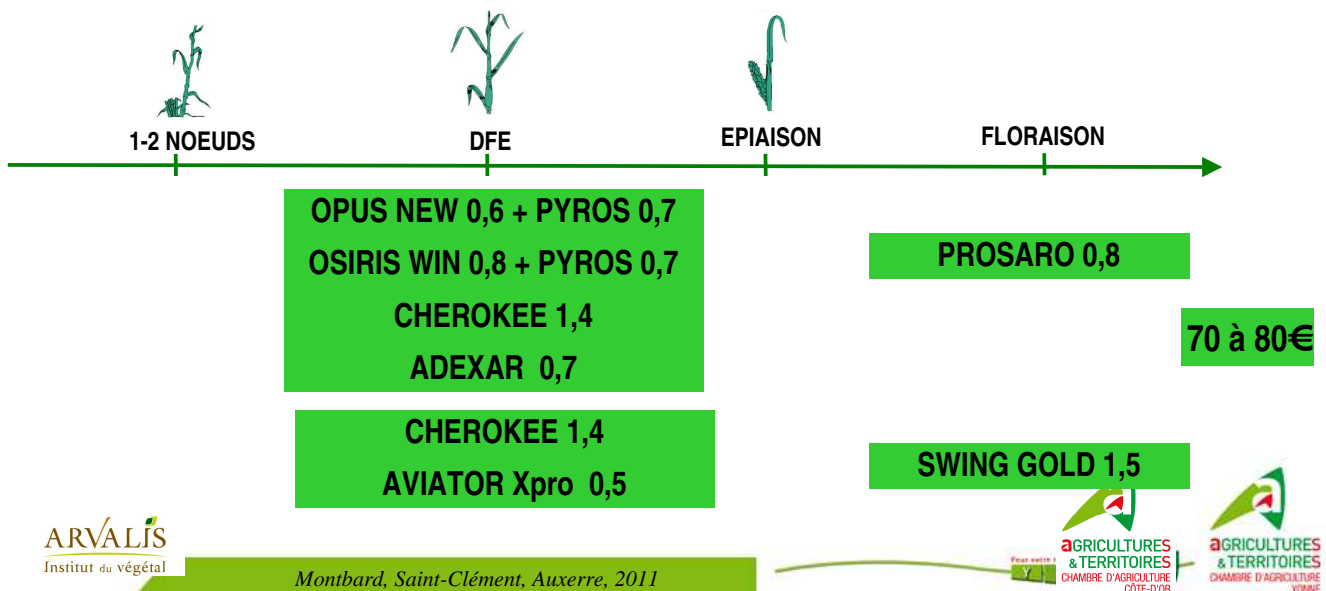 1-2 NOEUDS
DFE
EPIAISON
FLORAISON
OPUS NEW 0,6 + PYROS 0,7
OSIRIS WIN 0,8 + PYROS 0,7
CHEROKEE 1,4
ADEXAR 0,7
PROSARO 0,8
70 à 80€
CHEROKEE 1,4
AVIATOR Xpro 0,5
SWING GOLD 1,5
ARVALIS
Institut du végétal
Montbard, Saint-Clément, Auxerre, 2011
Pour votre
Y
aGRICULTURES
& TERRITOIRES
CHAMBRE D'AGRICULTURE
CÔTE-D'OR
aGRICULTURES
& TERRITOIRES
CHAMBRE D'AGRICULTURE
YONNE